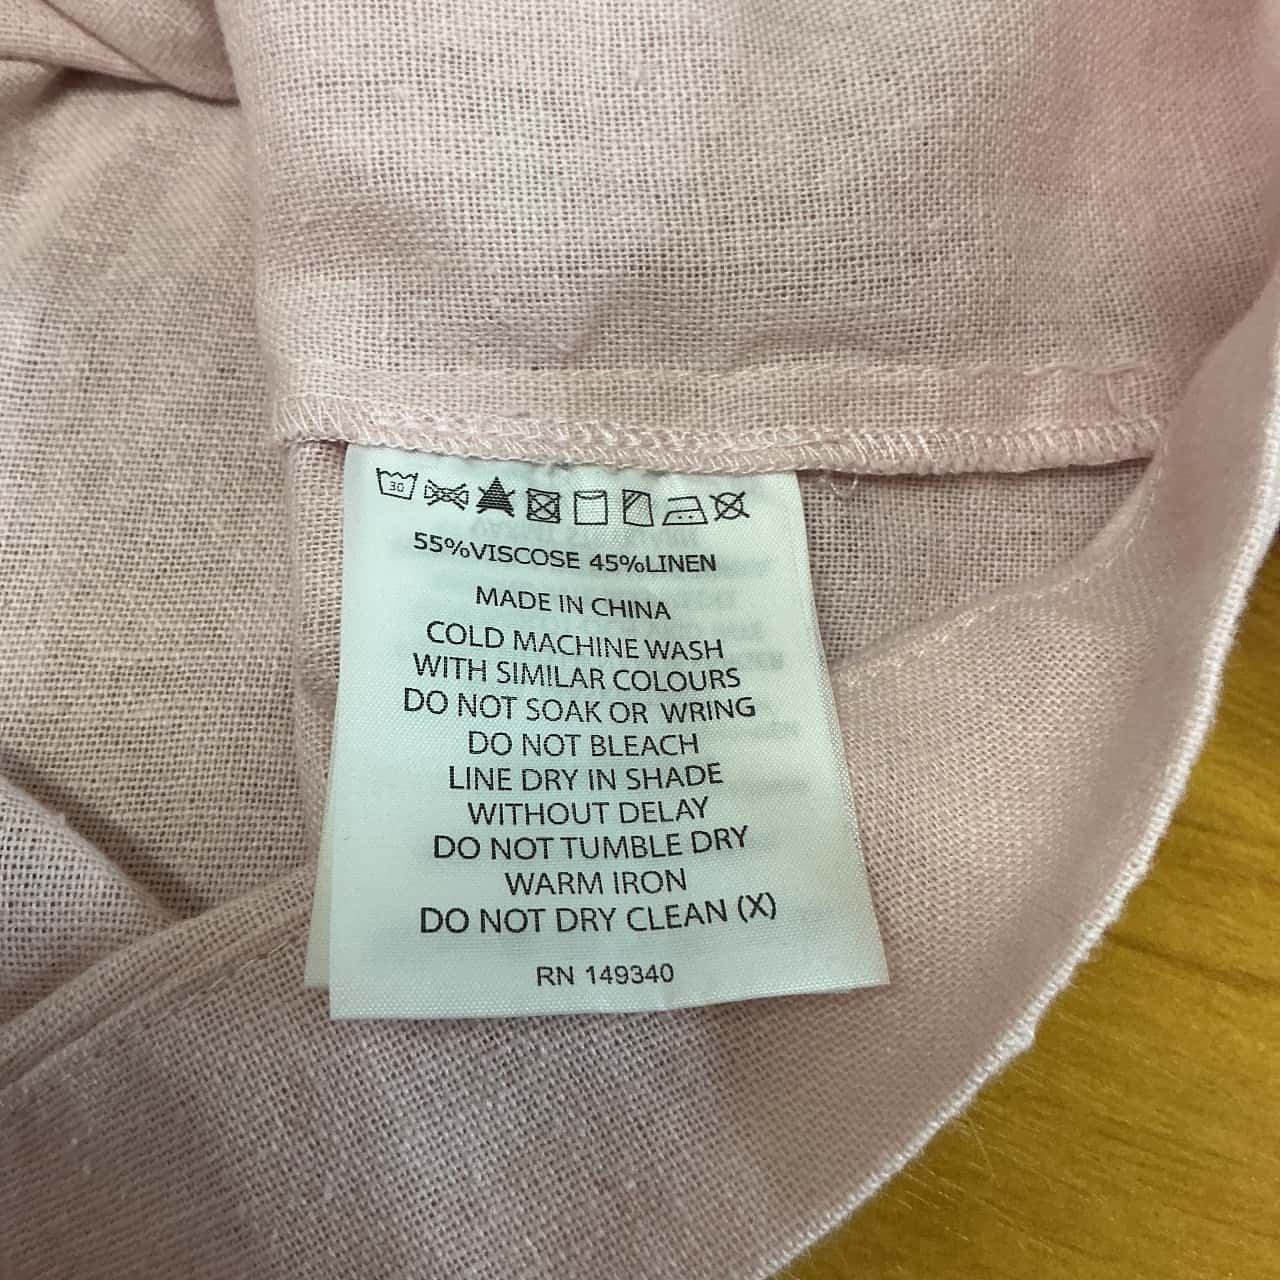 30
55%VISCOSE 45%LINEN
MADE IN CHINA
COLD MACHINE WASH
WITH SIMILAR COLOURS
DO NOT SOAK OR WRING
DO NOT BLEACH
LINE DRY IN SHADE
WITHOUT DELAY
DO NOT TUMBLE DRY
WARM IRON
DO NOT DRY CLEAN (X)
RN 149340